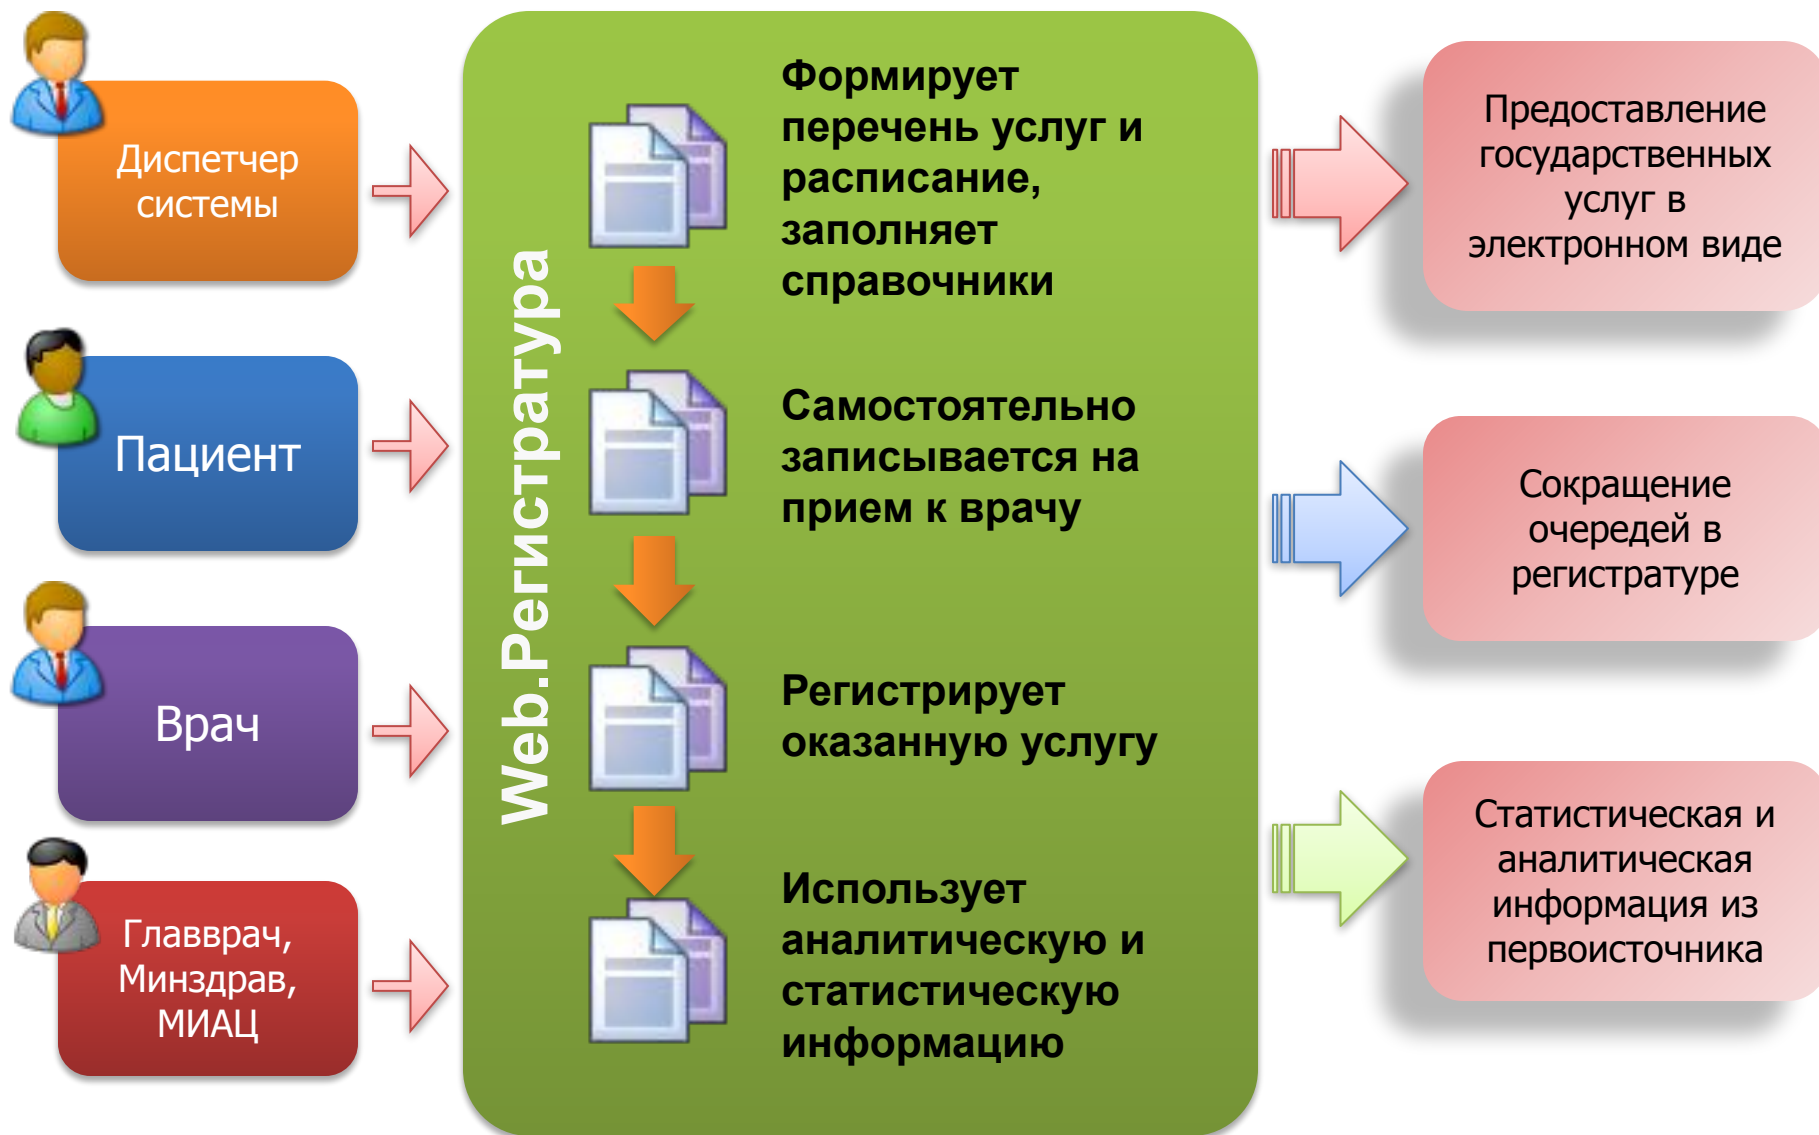 Диспетчер
системы
Пациент
Врач
Главврач,
Минздрав,
МИАЦ
Web.Регистратура
Формирует
перечень услуг и
расписание,
заполняет
справочники
Самостоятельно
записывается на
прием к врачу
Регистрирует
оказанную услугу
Использует
аналитическую и
статистическую
информацию
Предоставление
государственных
услуг в
электронном виде
Сокращение
очередей в
регистратуре
Статистическая и
аналитическая
информация из
первоисточника